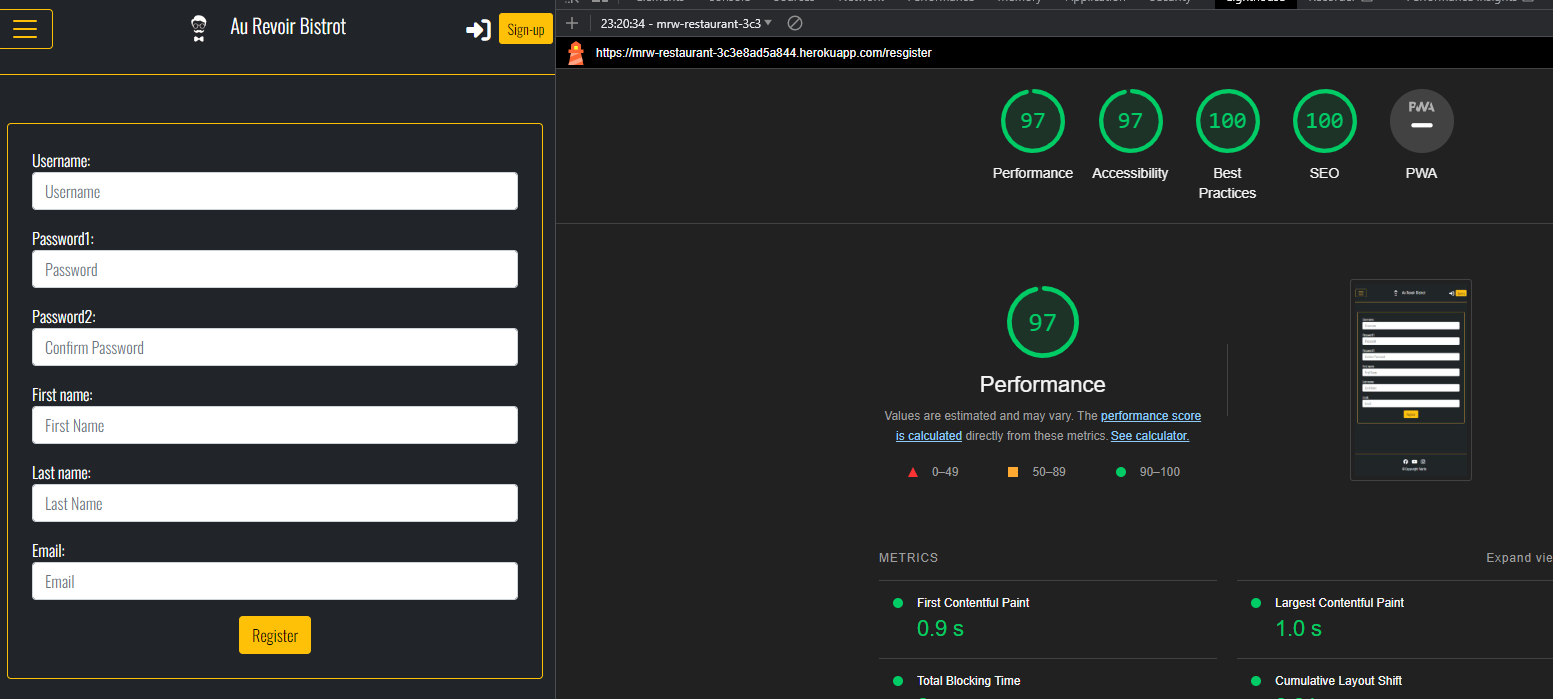 Au Revoir Bistrot
Sign-up
Username:
Username
Password1:
Password
Password2:
Confirm Password
First name:
First Name
Last name:
Last Name
Email:
Email
Register
Lighthouse
23:20:34 - mrw-restaurant-3c3
https://mrw-restaurant-3c3e8ad5a844.herokuapp.com/resgister
97
97
100
100
PWA
Performance
Accessibility
Best
Practices
SEO
PWA
97
Performance
Values are estimated and may vary. The performance score
is calculated directly from these metrics. See calculator.
0–49
50–89
90–100
METRICS
Expand vie
First Contentful Paint
0.9 s
Largest Contentful Paint
1.0 s
Total Blocking Time
Cumulative Layout Shift